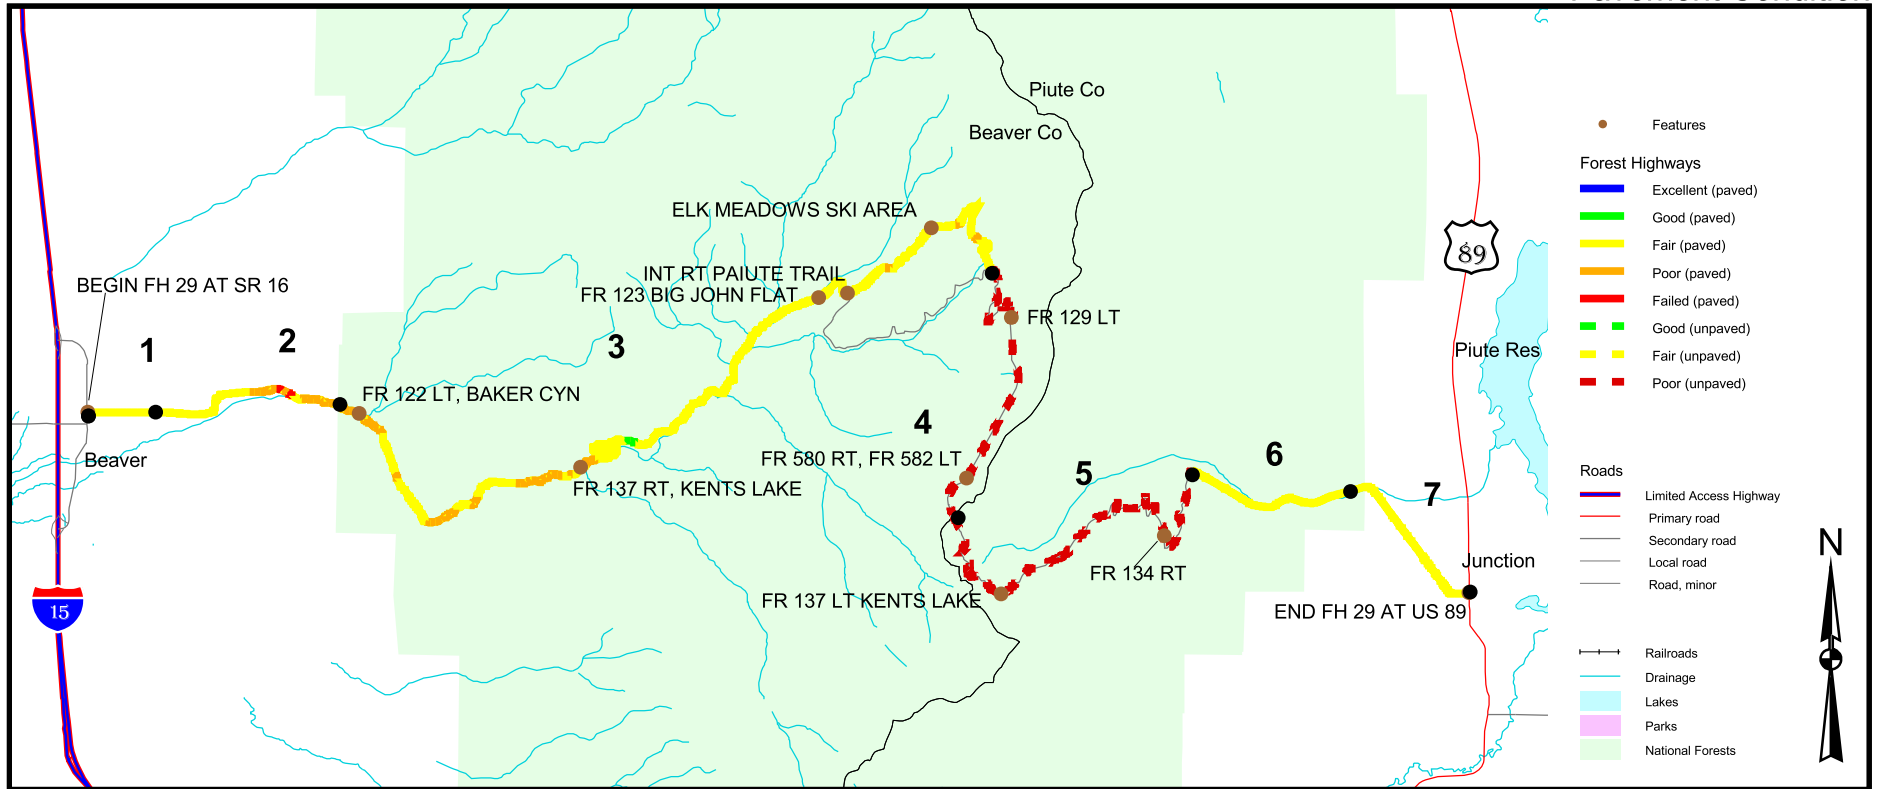 Pavement Condition
Piute Co
Beaver Co
ELK MEADOWS SKI AREA
INT RT PAIUTE TRAIL
FR 123 BIG JOHN FLAT
BEGIN FH 29 AT SR 16
FR 129 LT
1
2
3
FR 122 LT, BAKER CYN
4
Beaver
FR 580 RT, FR 582 LT
FR 137 RT, KENTS LAKE
5
6
7
FR 134 RT
FR 137 LT KENTS LAKE
Junction
END FH 29 AT US 89
15
89
Piute Res
Features
Forest Highways
Excellent (paved)
Good (paved)
Fair (paved)
Poor (paved)
Failed (paved)
Good (unpaved)
Fair (unpaved)
Poor (unpaved)
Roads
Limited Access Highway
Primary road
Secondary road
Local road
Road, minor
Railroads
Drainage
Lakes
Parks
National Forests
N